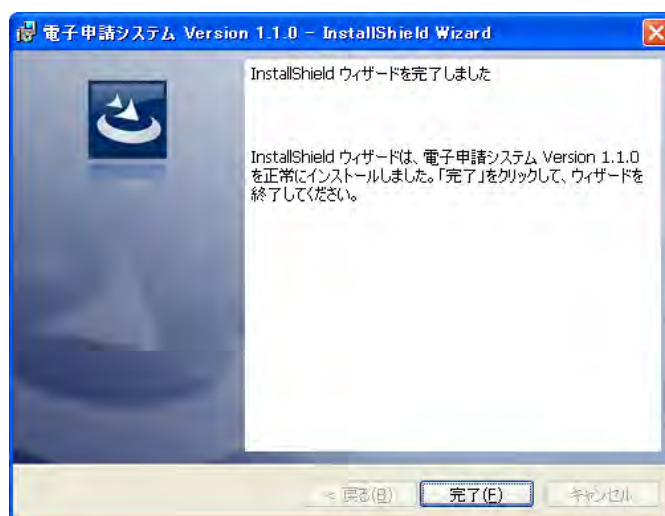 電子申請システム Version 1.1.0 - InstallShield Wizard
InstallShield ウィザードを完了しました
InstallShield ウィザードは、電子申請システム Version 1.1.0
を正常にインストールしました。「完了」をクリックして、ウィザードを
終了してください。
< 戻る(B)
完了(F)
キャンセル